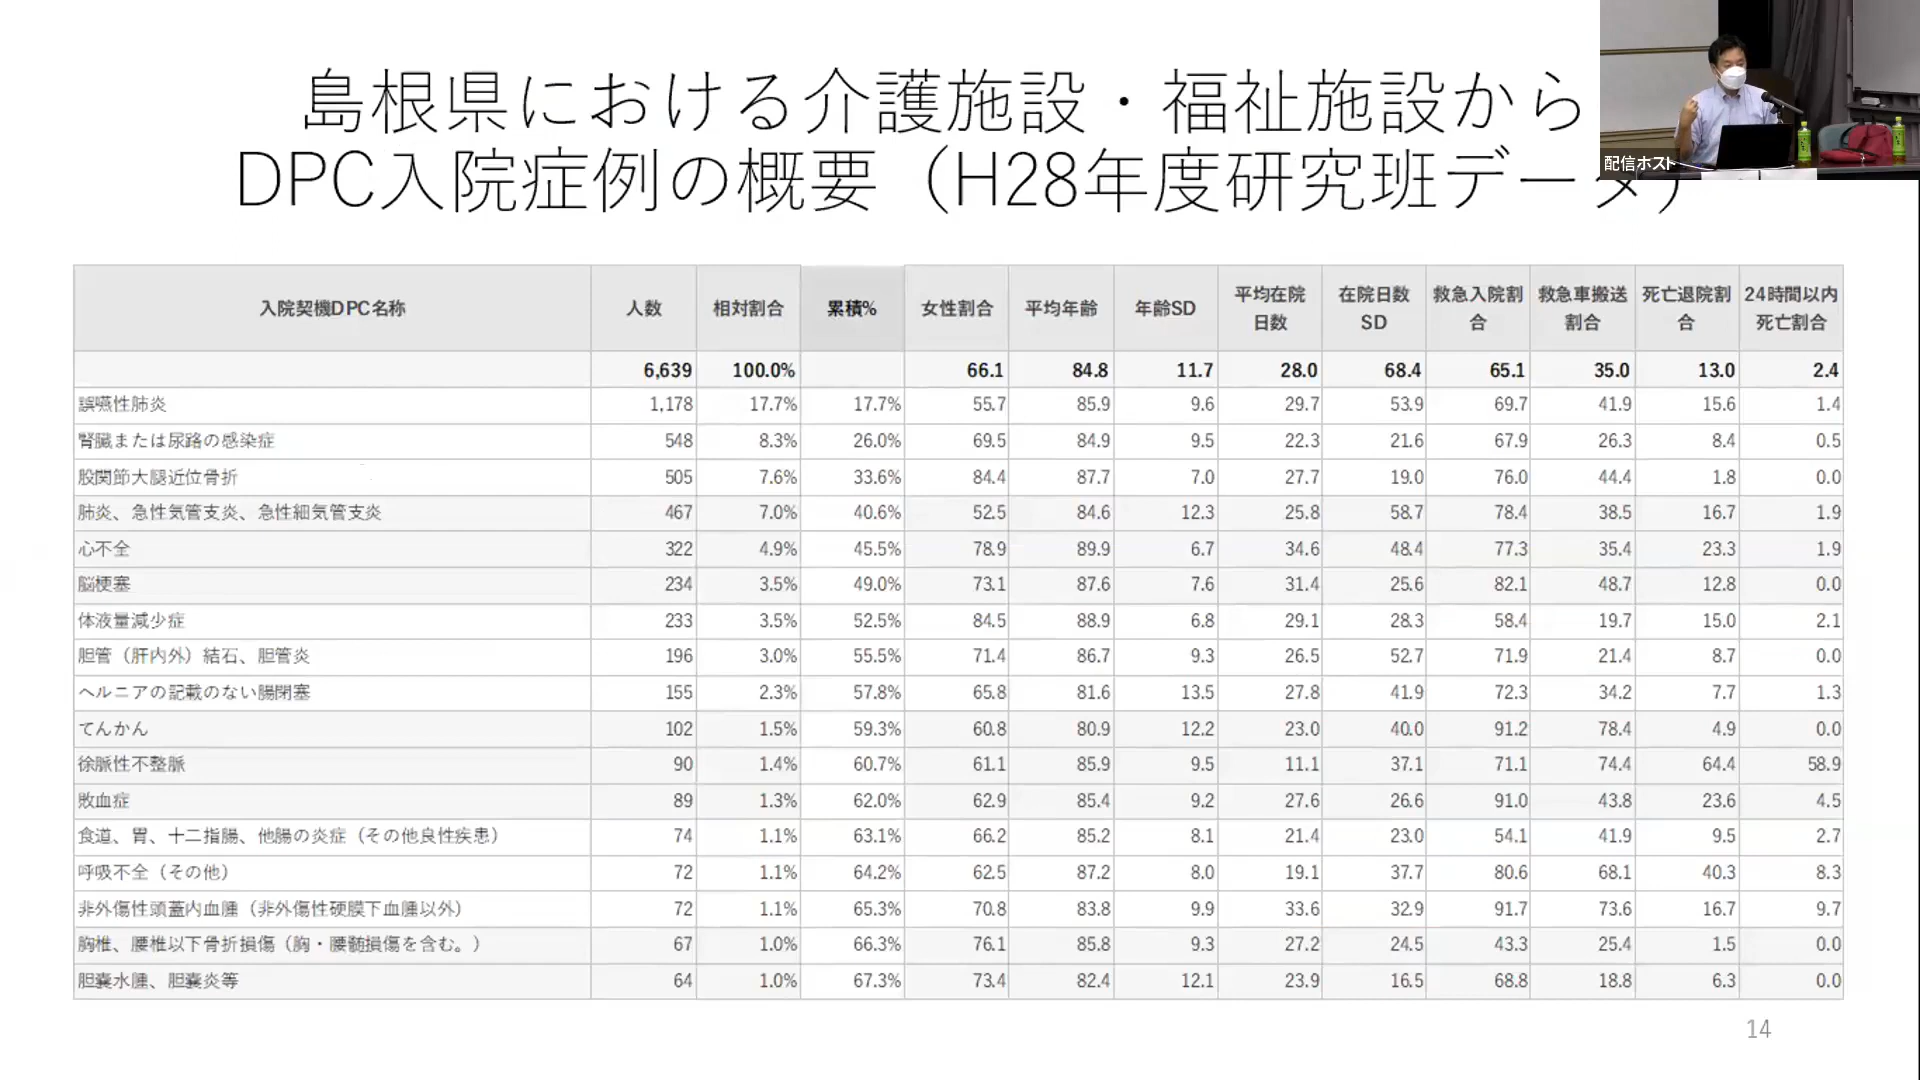 島根県における介護施設・福祉施設から
DPC入院症例の概要（H28年度研究班データ）
配信ホスト
入院契機DPC名称 人数 相対割合 累積% 女性割合 平均年齢 年齢SD 平均在院日数 在院日数SD 救急入院割合 救急車搬送割合 死亡退院割合 24時間以内死亡割合
6,639 100.0% 66.1 84.8 11.7 28.0 68.4 65.1 35.0 13.0 2.4
誤嚥性肺炎 1,178 17.7% 17.7% 55.7 85.9 9.6 29.7 53.9 69.7 41.9 15.6 1.4
腎臓または尿路の感染症 548 8.3% 26.0% 69.5 84.9 9.5 22.3 21.6 67.9 26.3 8.4 0.5
股関節大腿近位骨折 505 7.6% 33.6% 84.4 87.7 7.0 27.7 19.0 76.0 44.4 1.8 0.0
肺炎、急性気管支炎、急性細気管支炎 467 7.0% 40.6% 52.5 84.6 12.3 25.8 58.7 78.4 38.5 16.7 1.9
心不全 322 4.9% 45.5% 78.9 89.9 6.7 34.6 48.4 77.3 35.4 23.3 1.9
脳梗塞 234 3.5% 49.0% 73.1 87.6 7.6 31.4 25.6 82.1 48.7 12.8 0.0
体液量減少症 233 3.5% 52.5% 84.5 88.9 6.8 29.1 28.3 58.4 19.7 15.0 2.1
胆管（肝内外）結石、胆管炎 196 3.0% 55.5% 71.4 86.7 9.3 26.5 52.7 71.9 21.4 8.7 0.0
ヘルニアの記載のない腸閉塞 155 2.3% 57.8% 65.8 81.6 13.5 27.8 41.9 72.3 34.2 7.7 1.3
てんかん 102 1.5% 59.3% 60.8 80.9 12.2 23.0 40.0 91.2 78.4 4.9 0.0
徐脈性不整脈 90 1.4% 60.7% 61.1 85.9 9.5 11.1 37.1 71.1 74.4 64.4 58.9
敗血症 89 1.3% 62.0% 62.9 85.4 9.2 27.6 26.6 91.0 43.8 23.6 4.5
食道、胃、十二指腸、他腸の炎症（その他良性疾患） 74 1.1% 63.1% 66.2 85.2 8.1 21.4 23.0 54.1 41.9 9.5 2.7
呼吸不全（その他） 72 1.1% 64.2% 62.5 87.2 8.0 19.1 37.7 80.6 68.1 40.3 8.3
非外傷性頭蓋内血腫（非外傷性硬膜下血腫以外） 72 1.1% 65.3% 70.8 83.8 9.9 33.6 32.9 91.7 73.6 16.7 9.7
胸椎、腰椎以下骨折損傷（胸・腰髄損傷を含む。） 67 1.0% 66.3% 76.1 85.8 9.3 27.2 24.5 43.3 25.4 1.5 0.0
胆嚢水腫、胆嚢炎等 64 1.0% 67.3% 73.4 82.4 12.1 23.9 16.5 68.8 18.8 6.3 0.0
14